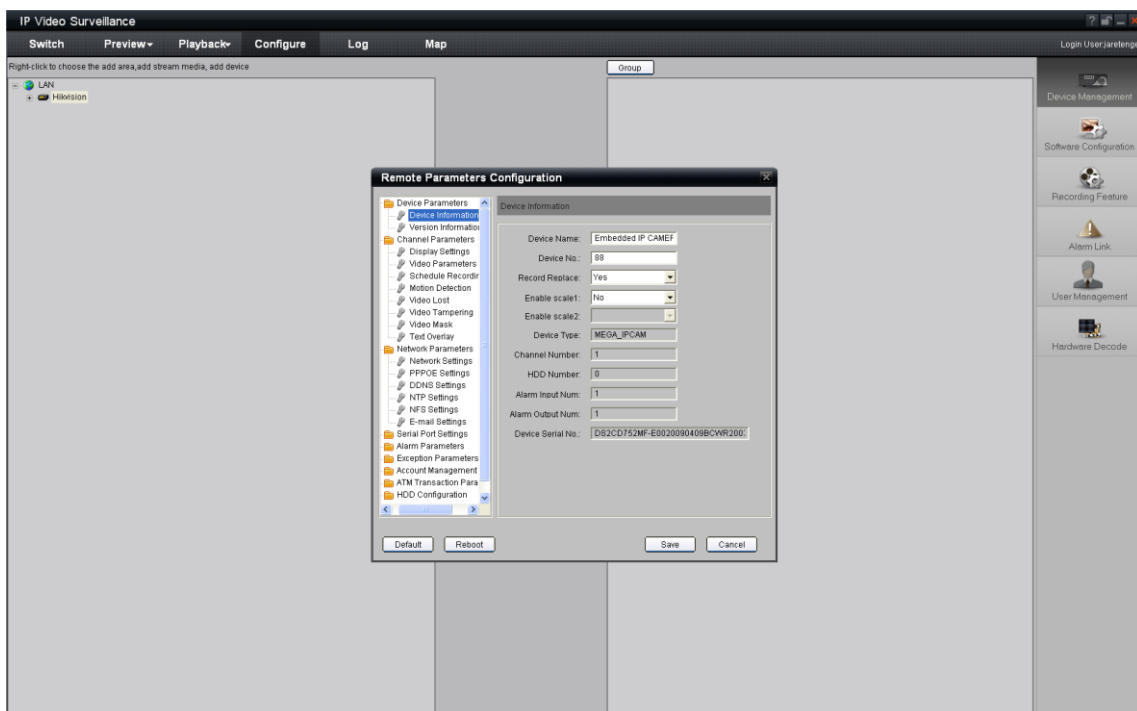 IP Video Surveillance
Switch Preview Playback Configure Log Map
Login User:jaretenge
Right-click to choose the add area,add stream media, add device
Group
LAN
Hikvision
Device Management
Software Configuration
Recording Feature
Alarm Link
User Management
Hardware Decode
Remote Parameters Configuration
Device Parameters
Device Information
Version Information
Channel Parameters
Display Settings
Video Parameters
Schedule Recordir
Motion Detection
Video Lost
Video Tampering
Video Mask
Text Overlay
Network Parameters
Network Settings
PPPOE Settings
DDNS Settings
NTP Settings
NFS Settings
E-mail Settings
Serial Port Settings
Alarm Parameters
Exception Parameters
Account Management
ATM Transaction Para
HDD Configuration
Device Information
Device Name: Embedded IP CAMEF
Device No.: 88
Record Replace: Yes
Enable scale1: No
Enable scale2:
Device Type: MEGA_IPCAM
Channel Number: 1
HDD Number: 0
Alarm Input Num: 1
Alarm Output Num: 1
Device Serial No.: DS2CD752MF-E0020090409BCWR200
Default Reboot Save Cancel